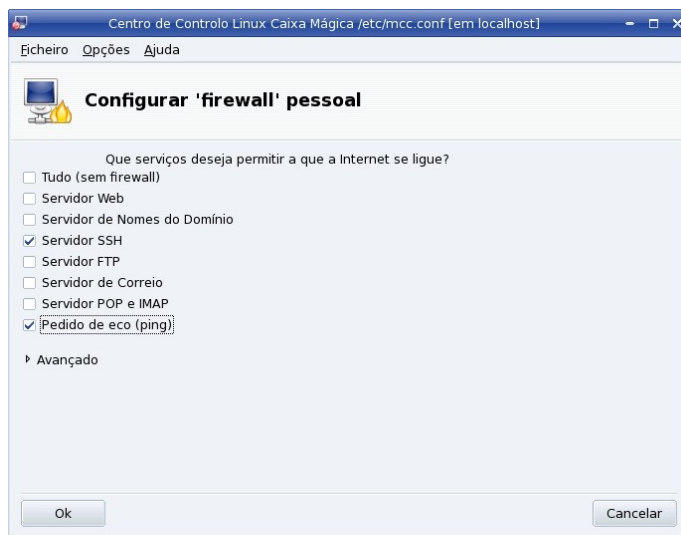 Centro de Controlo Linux Caixa Mágica /etc/mcc.conf [em localhost]
Ficheiro Opções Ajuda
Configurar 'firewall' pessoal
Que serviços deseja permitir a que a Internet se ligue?
Tudo (sem firewall)
Servidor Web
Servidor de Nomes do Domínio
Servidor SSH
Servidor FTP
Servidor de Correio
Servidor POP e IMAP
Pedido de eco (ping)
Avançado
Ok Cancelar